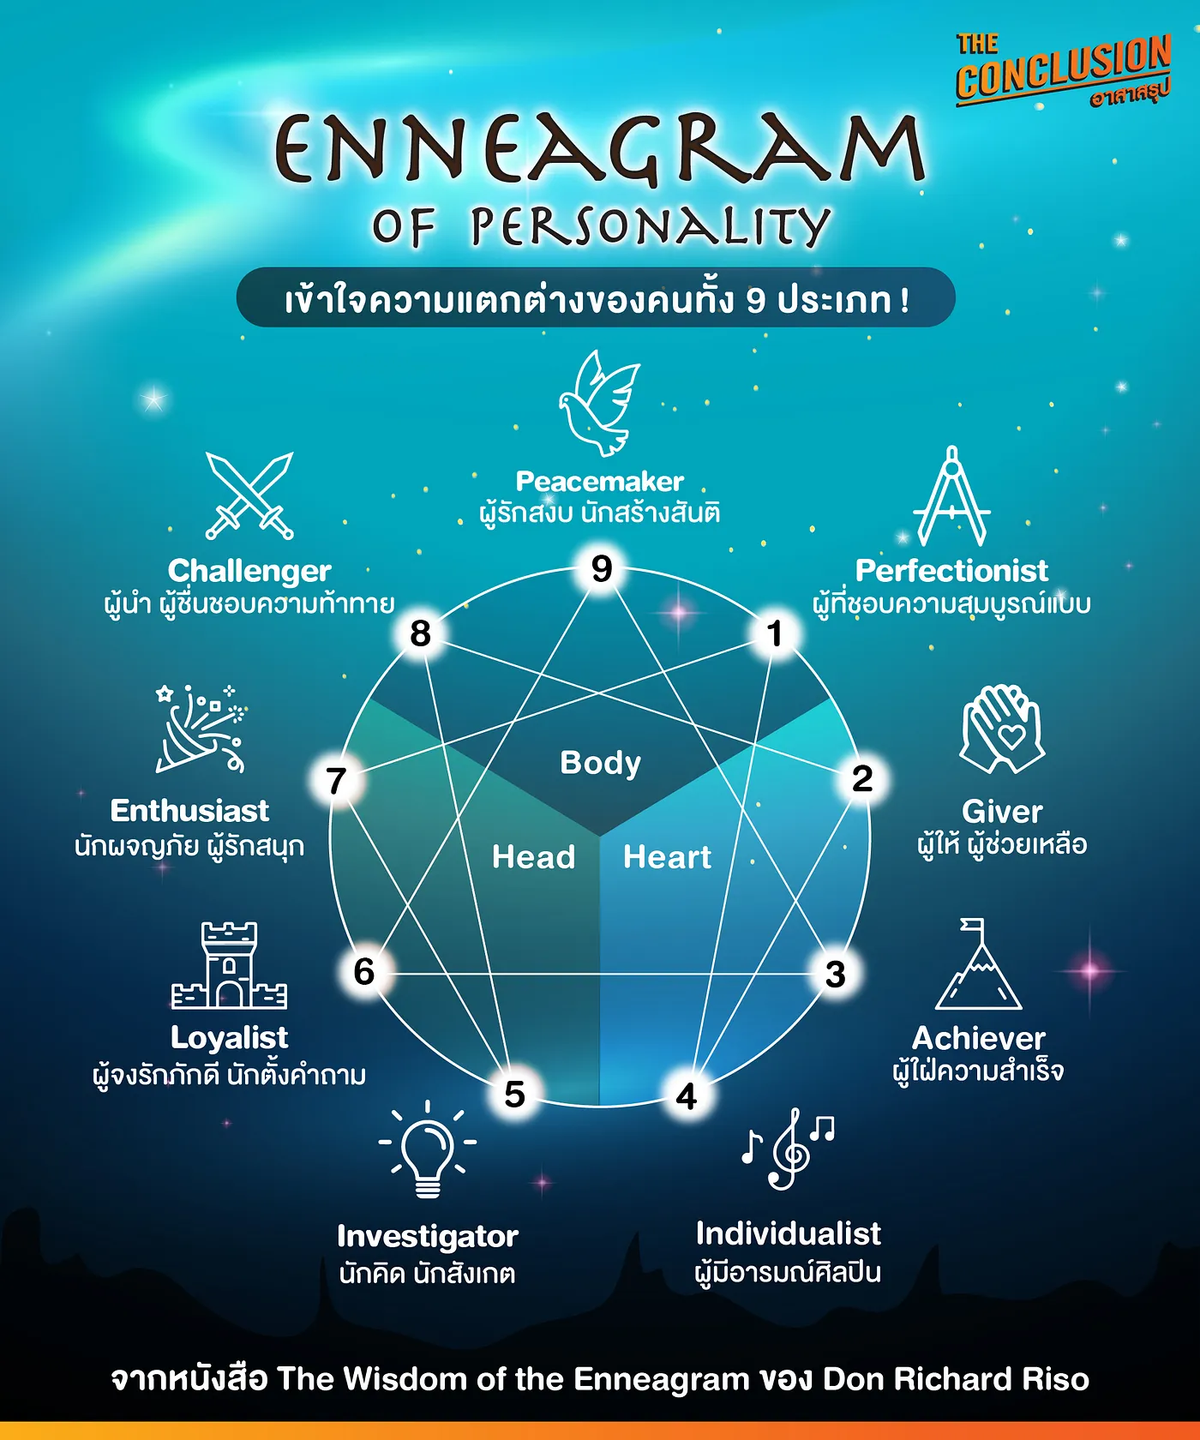 THE
CONCLUSION
อาสาสรุป
ENNEAGRAM
OF PERSONALITY
เข้าใจความแตกต่างของคนทั้ง 9 ประเภท !
Peacemaker
ผู้รักสงบ นักสร้างสันติ
Challenger
ผู้นำ ผู้ชื่นชอบความท้าทาย
Perfectionist
ผู้ที่ชอบความสมบูรณ์แบบ
9
8
1
Enthusiast
นักผจญภัย ผู้รักสนุก
7
Body
2
Giver
ผู้ให้ ผู้ช่วยเหลือ
Head
Heart
6
3
Loyalist
ผู้จงรักภักดี นักตั้งคำถาม
Achiever
ผู้ใฝ่ความสำเร็จ
5
4
Investigator
นักคิด นักสังเกต
Individualist
ผู้มีอารมณ์ศิลปิน
จากหนังสือ The Wisdom of the Enneagram ของ Don Richard Riso